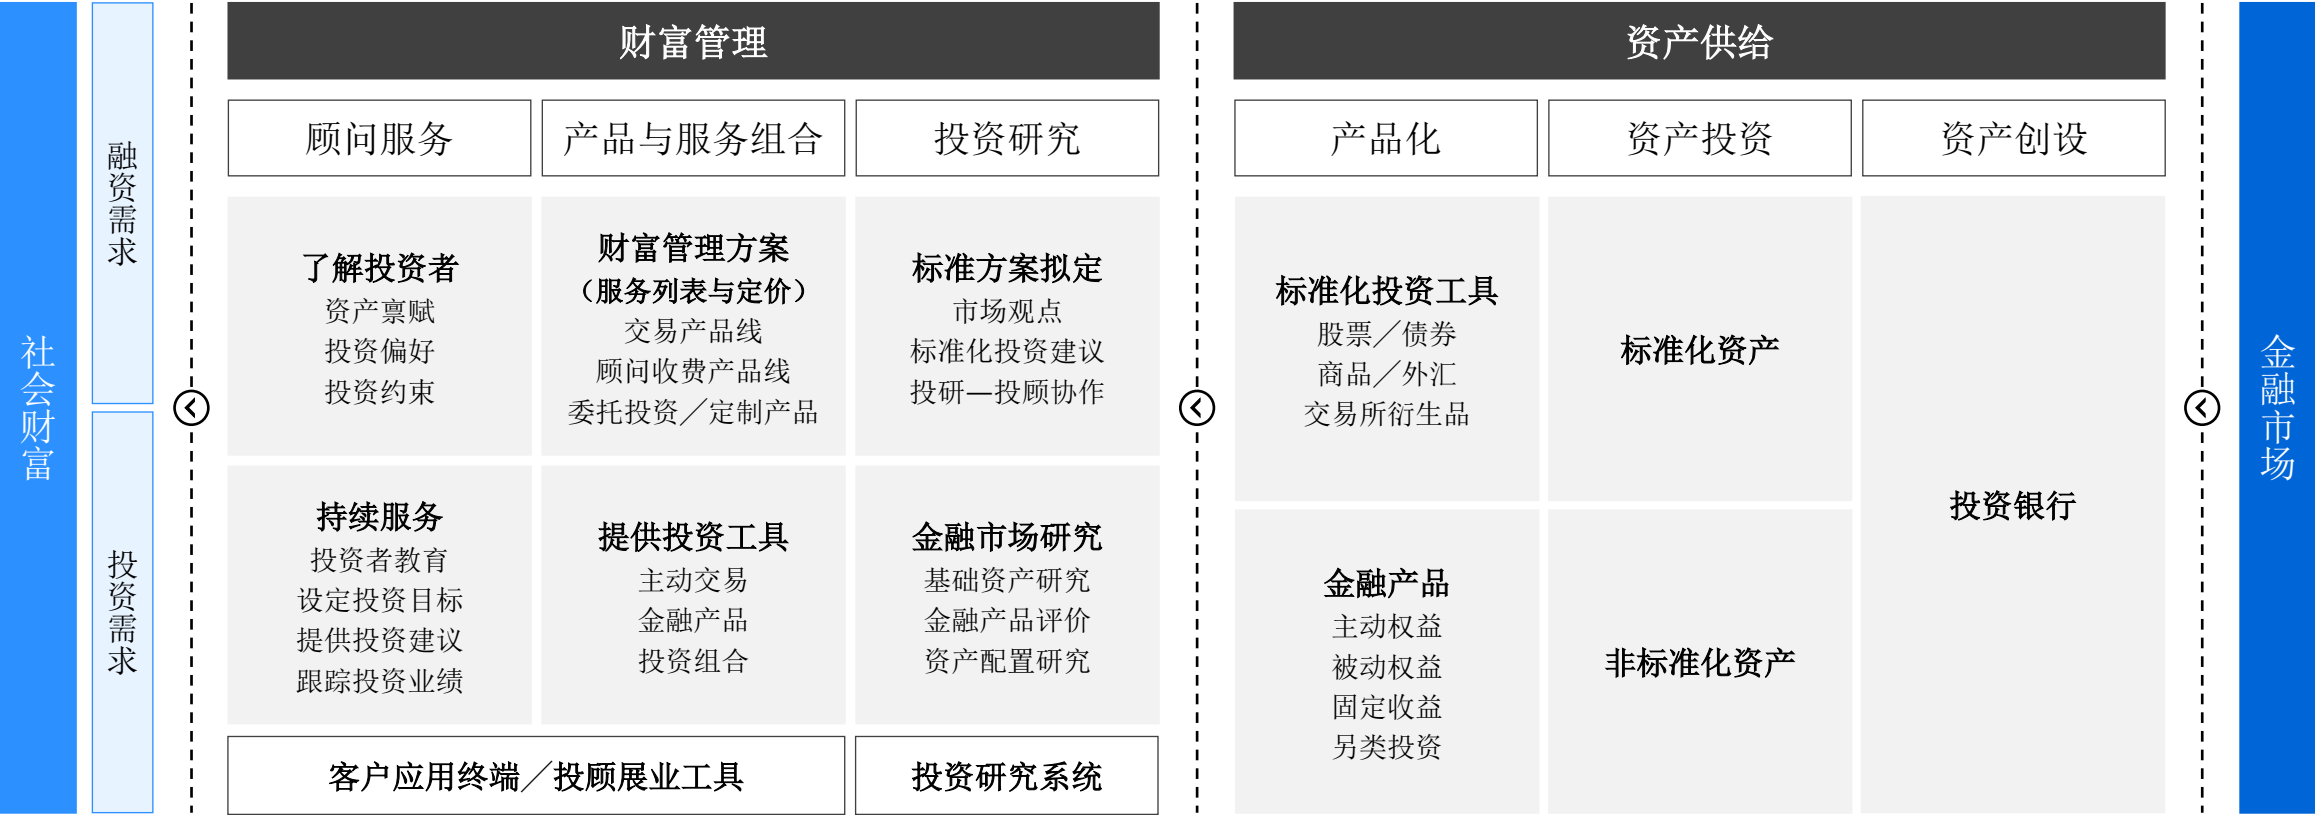 社会财富
融资需求
投资需求
财富管理
顾问服务
产品与服务组合
投资研究
了解投资者
资产禀赋
投资偏好
投资约束
财富管理方案
（服务列表与定价）
交易产品线
顾问收费产品线
委托投资／定制产品
标准方案拟定
市场观点
标准化投资建议
投研—投顾协作
持续服务
投资者教育
设定投资目标
提供投资建议
跟踪投资业绩
提供投资工具
主动交易
金融产品
投资组合
金融市场研究
基础资产研究
金融产品评价
资产配置研究
客户应用终端／投顾展业工具
投资研究系统
资产供给
产品化
资产投资
资产创设
标准化投资工具
股票／债券
商品／外汇
交易所衍生品
标准化资产
金融产品
主动权益
被动权益
固定收益
另类投资
非标准化资产
投资银行
金融市场